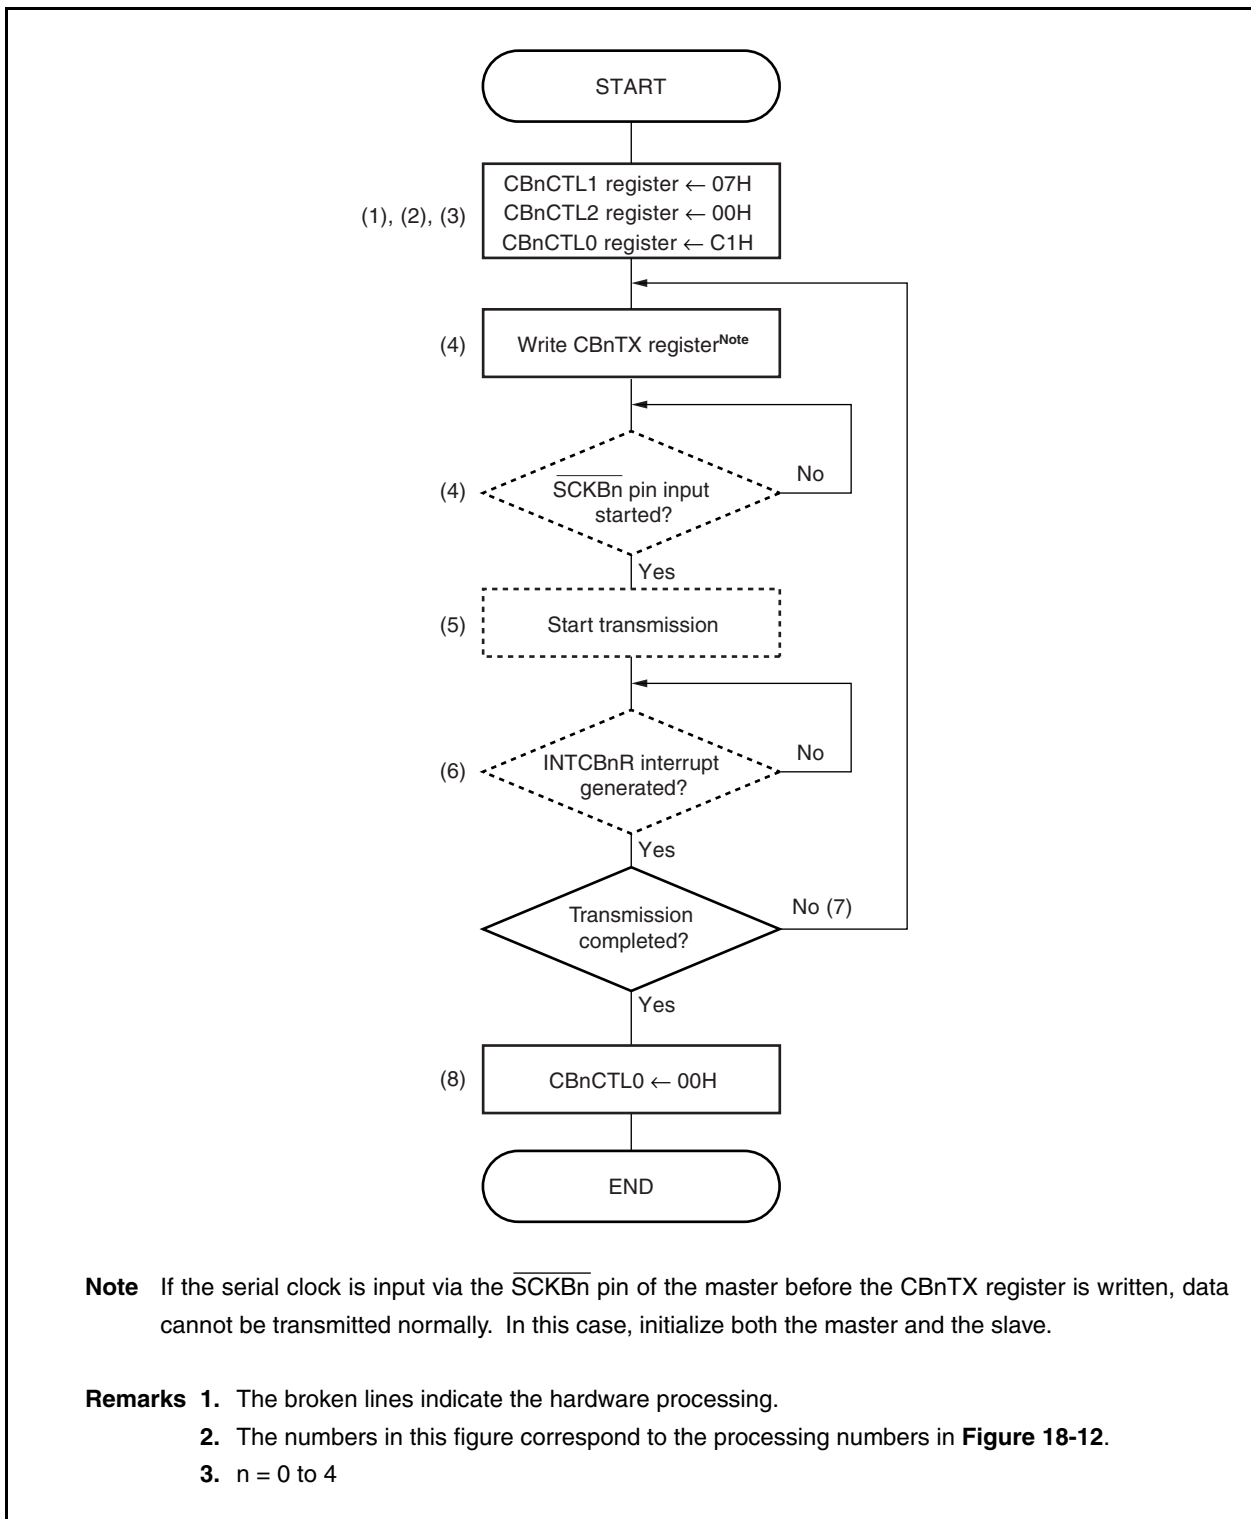 START
CBnCTL1 register ← 07H
(1), (2), (3) CBnCTL2 register ← 00H
CBnCTL0 register ← C1H
(4) Write CBnTX register^Note
(4) SCKBn pin input No
started?
Yes
(5) Start transmission
(6) INTCBnR interrupt No
generated?
Yes
Transmission No (7)
completed?
Yes
(8) CBnCTL0 ← 00H
END
Note If the serial clock is input via the SCKBn pin of the master before the CBnTX register is written, data
cannot be transmitted normally. In this case, initialize both the master and the slave.
Remarks 1. The broken lines indicate the hardware processing.
2. The numbers in this figure correspond to the processing numbers in Figure 18-12.
3. n = 0 to 4